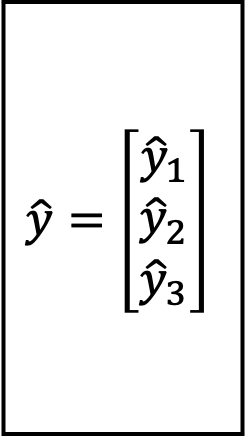 ŷ = [ŷ₁
ŷ₂
ŷ₃]